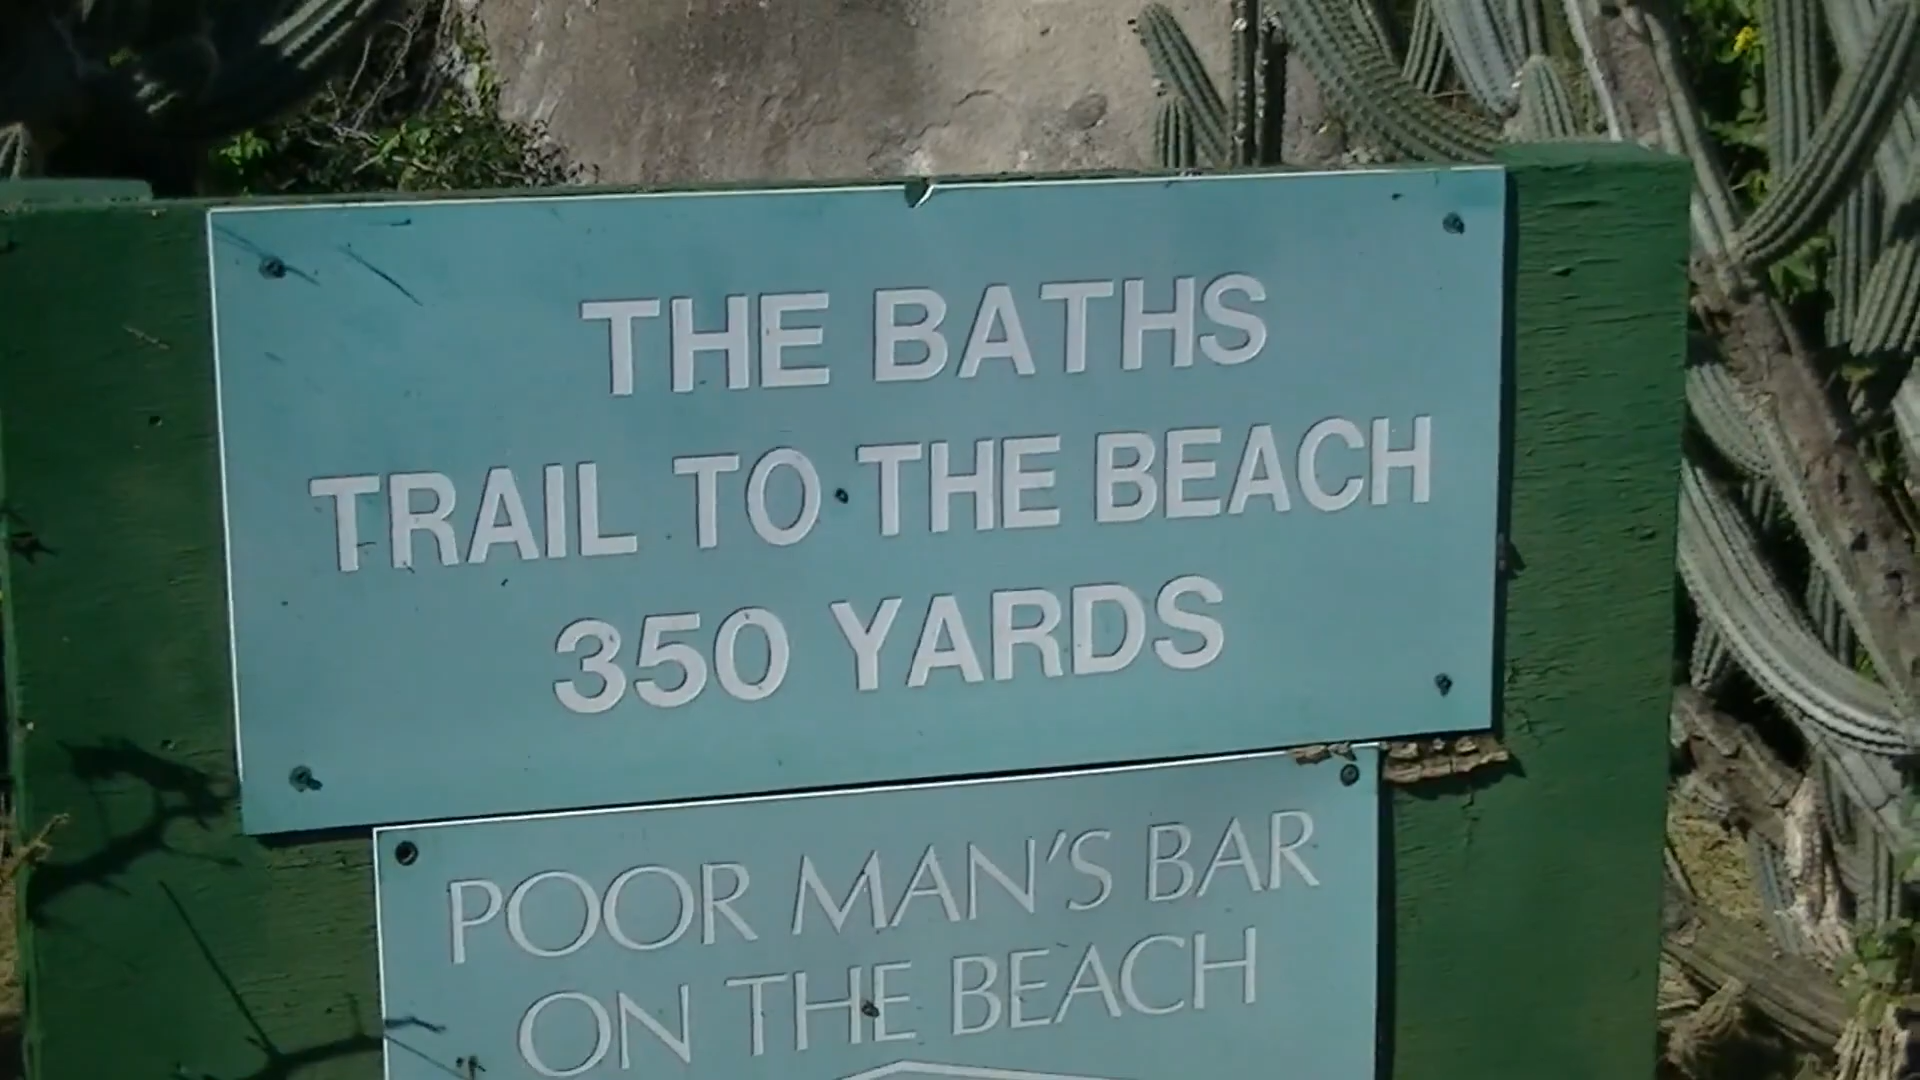 THE BATHS
TRAIL TO THE BEACH
350 YARDS
POOR MAN'S BAR
ON THE BEACH